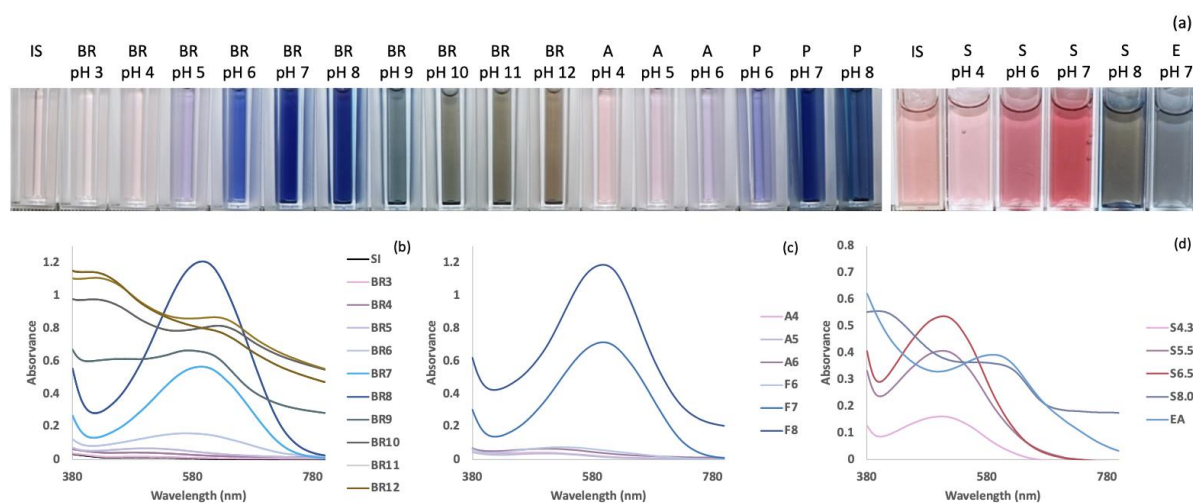 (a)
IS BR BR BR BR BR BR BR BR BR BR A A A P P P IS S S S S E
pH 3 pH 4 pH 5 pH 6 pH 7 pH 8 pH 9 pH 10 pH 11 pH 12 pH 4 pH 5 pH 6 pH 6 pH 7 pH 8 pH 4 pH 6 pH 7 pH 8 pH 7
(b)
Absorvance
1.2
1
0.8
0.6
0.4
0.2
0
380 580 780
Wavelength (nm)
SI
BR3
BR4
BR5
BR6
BR7
BR8
BR9
BR10
BR11
BR12
(c)
Absorvance
1.2
1
0.8
0.6
0.4
0.2
0
380 580 780
Wavelength (nm)
A4
A5
A6
F6
F7
F8
(d)
Absorvance
0.8
0.7
0.6
0.5
0.4
0.3
0.2
0.1
0
380 580 780
Wavelength (nm)
S4.3
S5.5
S6.5
S8.0
EA